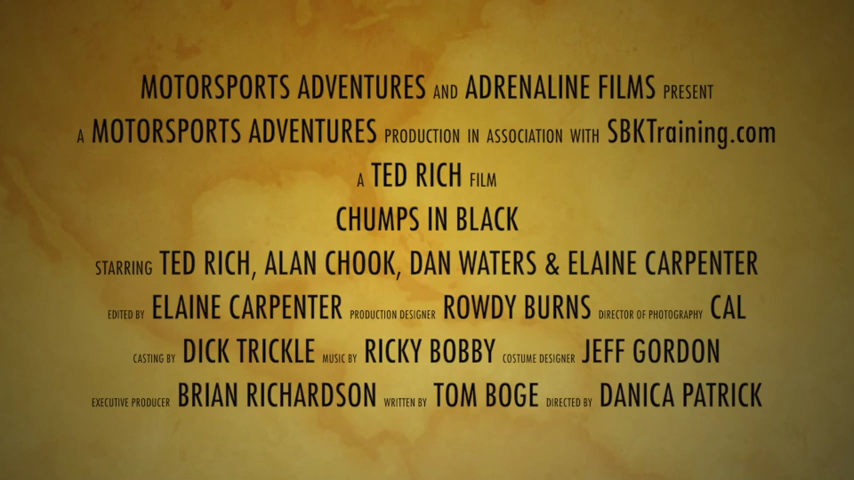 MOTORSPORTS ADVENTURES AND ADRENALINE FILMS PRESENT
A MOTORSPORTS ADVENTURES PRODUCTION IN ASSOCIATION WITH SBKTraining.com
A TED RICH FILM
CHUMPS IN BLACK
STARRING TED RICH, ALAN CHOOK, DAN WATERS & ELAINE CARPENTER
EDITED BY ELAINE CARPENTER PRODUCTION DESIGNER ROWDY BURNS DIRECTOR OF PHOTOGRAPHY CAL
CASTING BY DICK TRICKLE MUSIC BY RICKY BOBBY COSTUME DESIGNER JEFF GORDON
EXECUTIVE PRODUCER BRIAN RICHARDSON WRITTEN BY TOM BOGE DIRECTED BY DANICA PATRICK